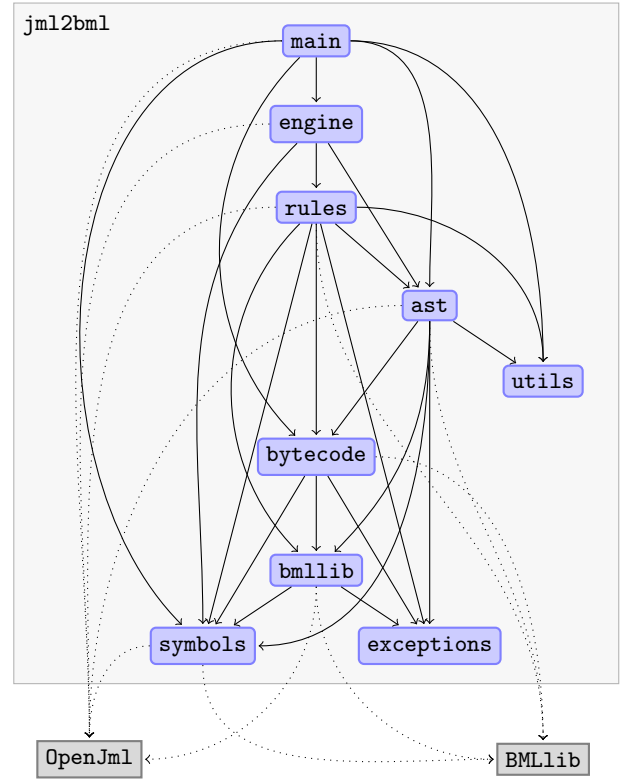 jml2bml
main
engine
rules
ast
utils
bytecode
bmllib
symbols
exceptions
OpenJml
BMLlib